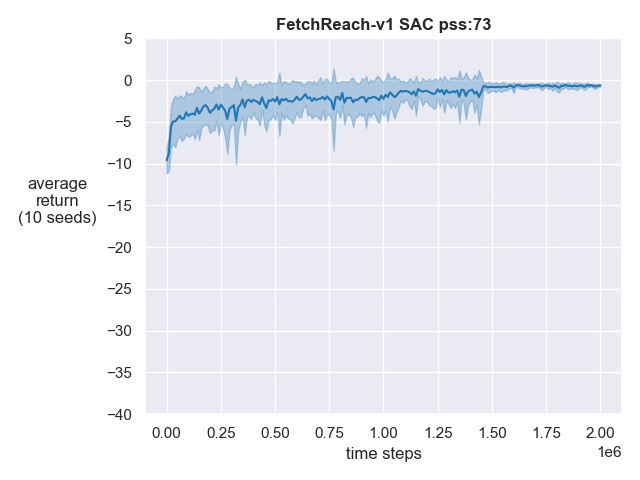 FetchReach-v1 SAC pss:73
5
0
−5
−10
−15
−20
−25
−30
−35
−40
average
return
(10 seeds)
0.00 0.25 0.50 0.75 1.00 1.25 1.50 1.75 2.00
time steps
1e6